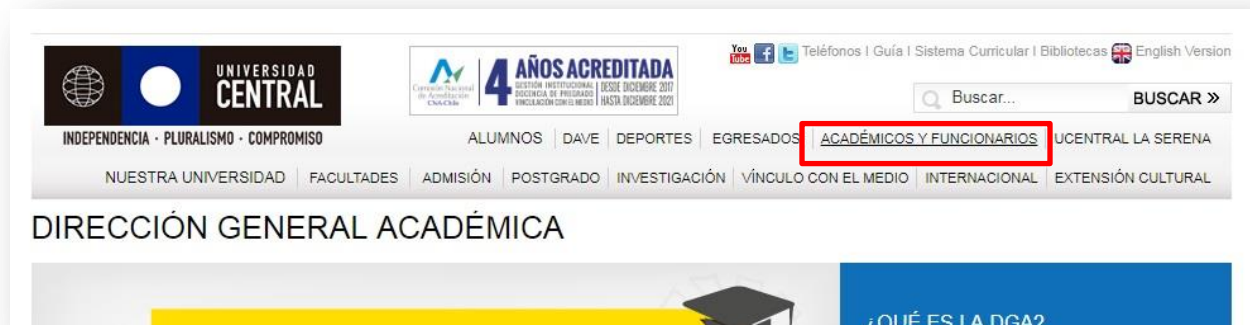 You Tube Teléfonos I Guía I Sistema Curricular I Bibliotecas English Version
UNIVERSIDAD
CENTRAL
INDEPENDENCIA · PLURALISMO · COMPROMISO
Comisión Nacional
de Acreditación
CNA-Chile
4 AÑOS ACREDITADA
GESTIÓN INSTITUCIONAL
DOCENCIA DE PREGRADO
VINCULACIÓN CON EL MEDIO
DESDE DICIEMBRE 2017
HASTA DICIEMBRE 2021
Buscar... BUSCAR »
ALUMNOS DAVE DEPORTES EGRESADOS ACADÉMICOS Y FUNCIONARIOS UCENTRAL LA SERENA
NUESTRA UNIVERSIDAD FACULTADES ADMISIÓN POSTGRADO INVESTIGACIÓN VÍNCULO CON EL MEDIO INTERNACIONAL EXTENSIÓN CULTURAL
DIRECCIÓN GENERAL ACADÉMICA
¿QUÉ ES LA DGA?